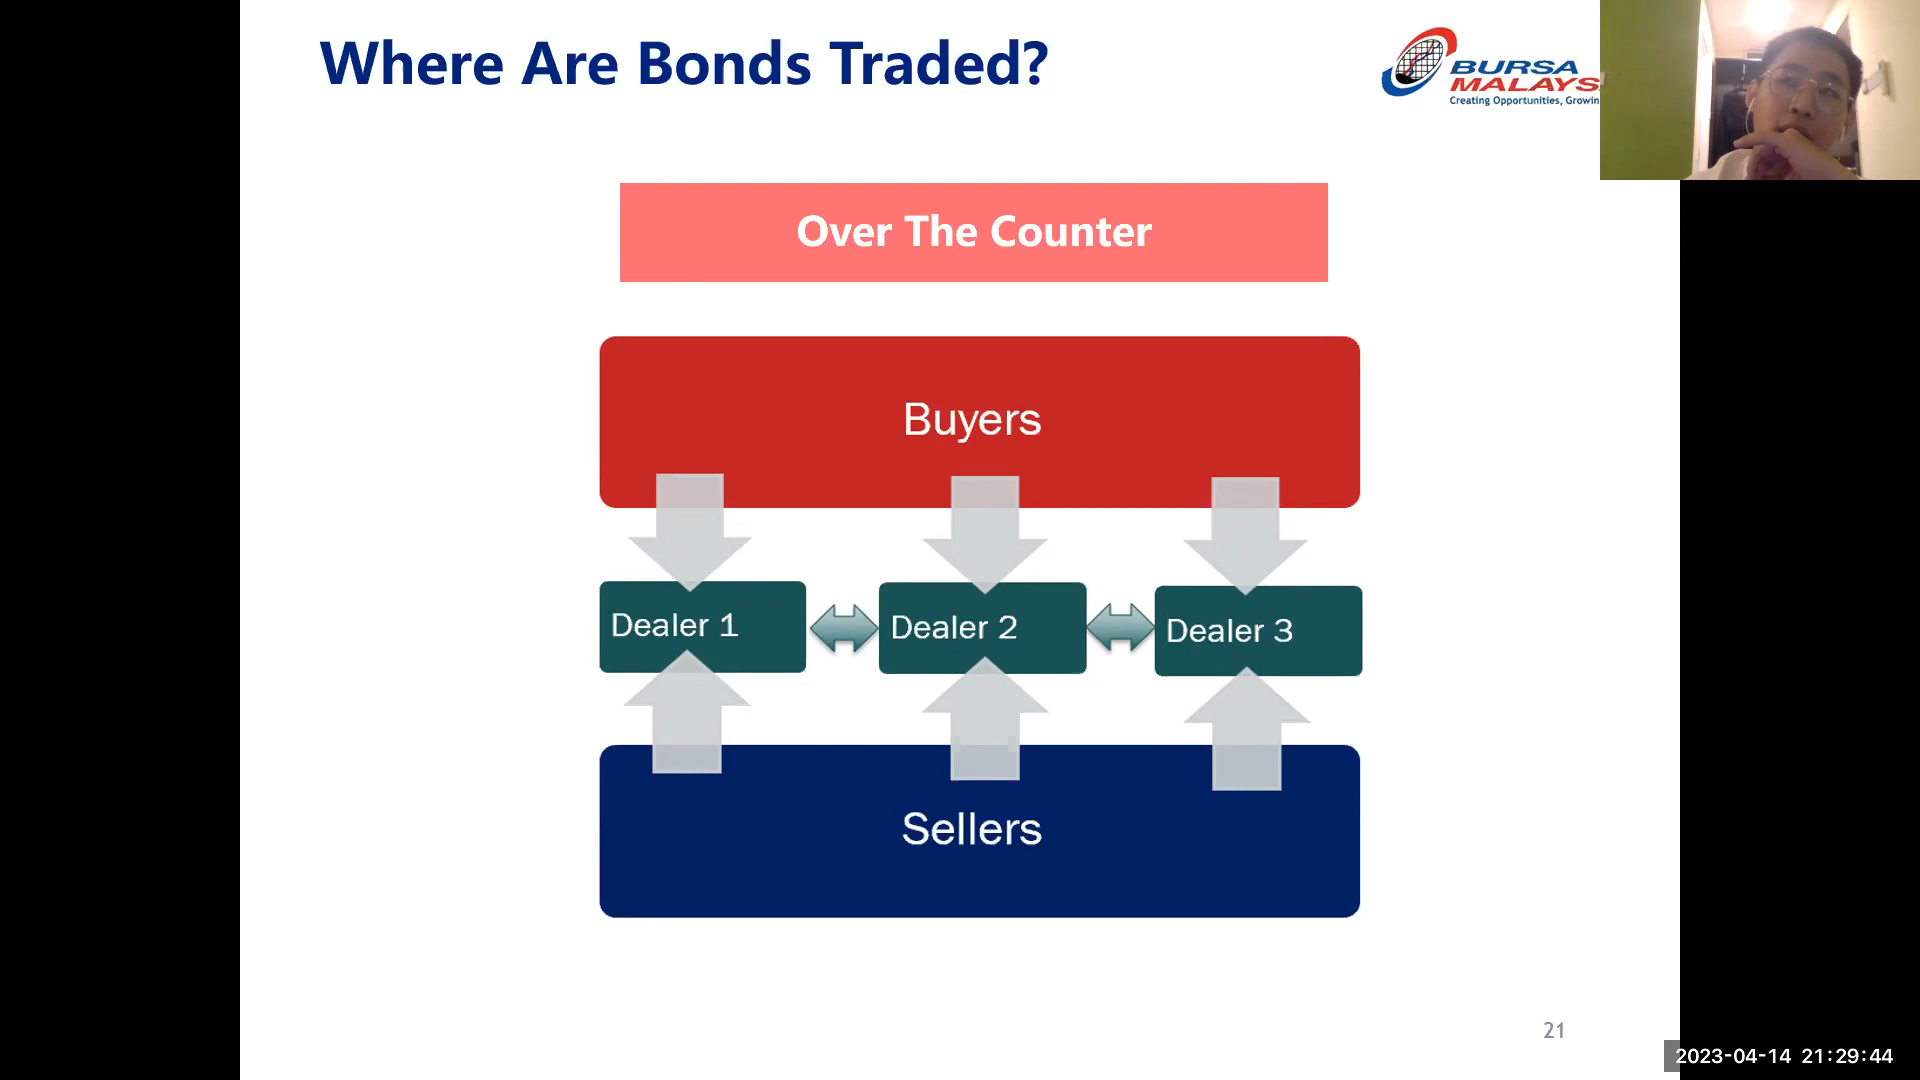 Where Are Bonds Traded?
BURSA
MALAYS
Creating Opportunities, Growin
Over The Counter
Buyers
Dealer 1
Dealer 2
Dealer 3
Sellers
21
2023-04-14 21:29:44